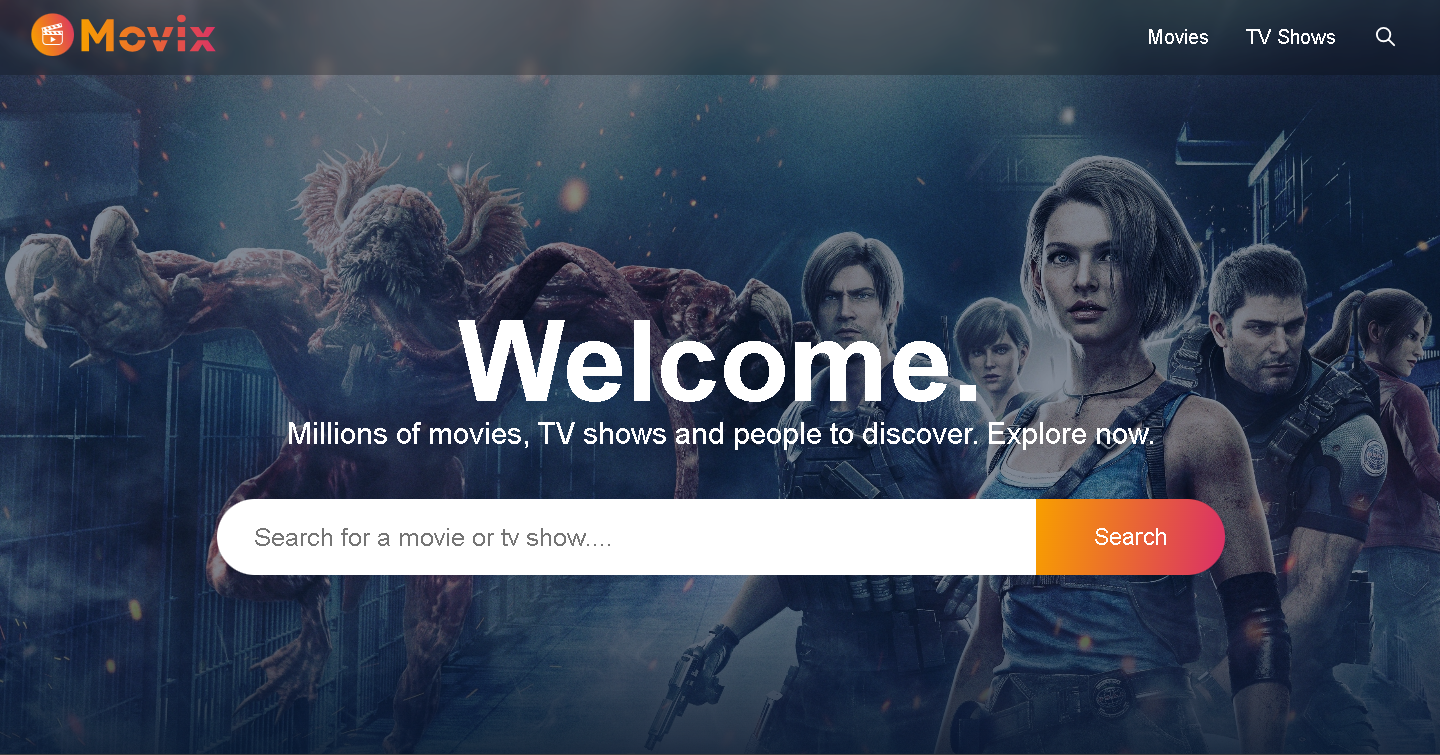 Movix
Movies
TV Shows
Welcome.
Millions of movies, TV shows and people to discover. Explore now.
Search for a movie or tv show....
Search